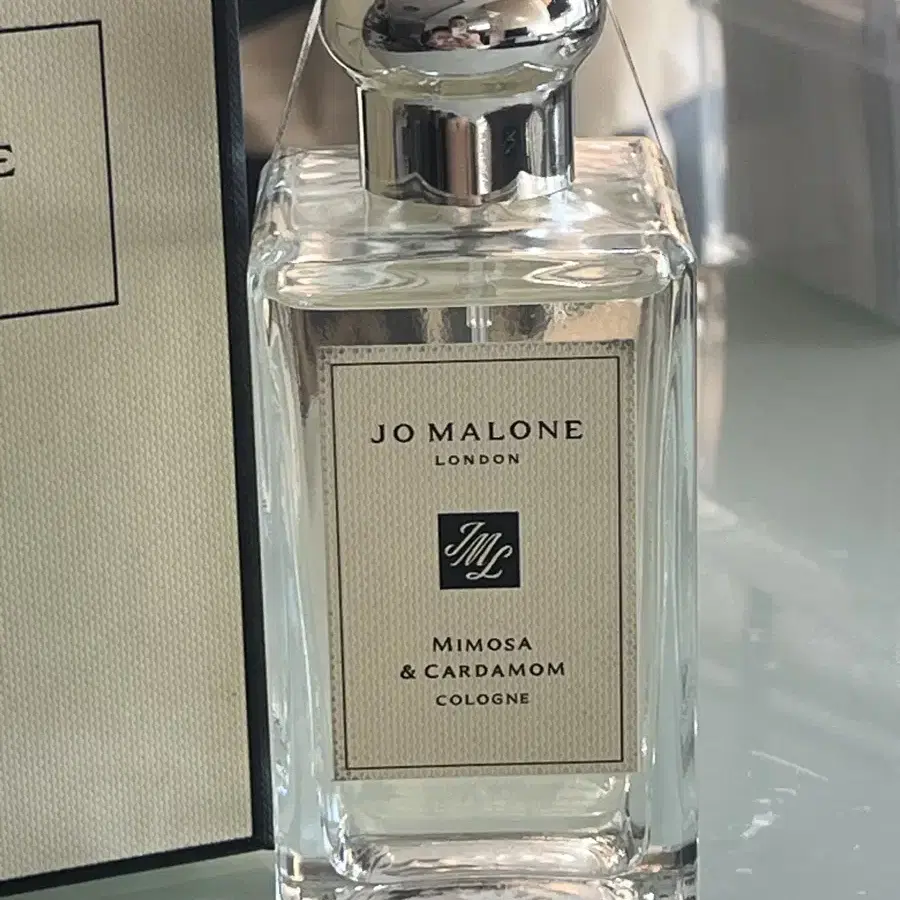 E
JO MALONE
LONDON
JML
MIMOSA
& CARDAMOM
COLOGNE